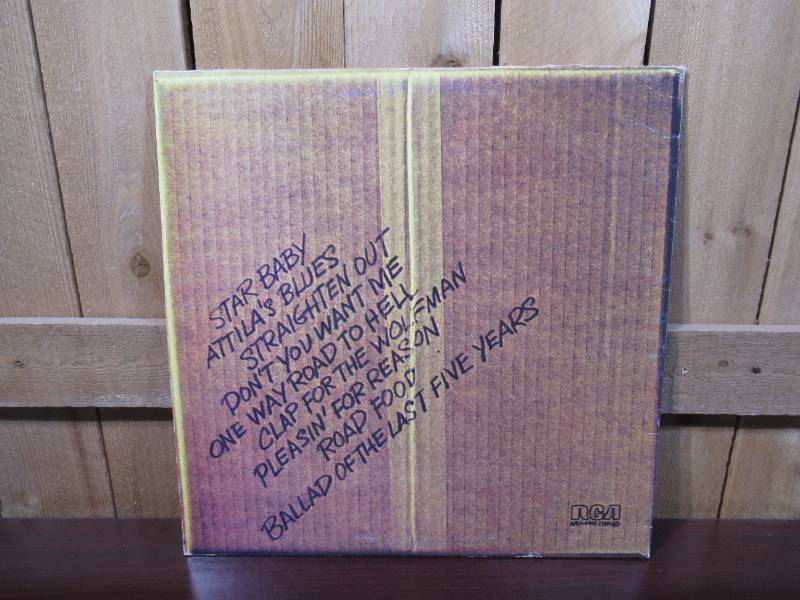 STAR BABY
ATTILA'S BLUES
STRAIGHTEN OUT
DON'T YOU WANT ME
ONE WAY ROAD TO HELL
CLAP FOR THE WOLFMAN
PLEASIN' FOR REASON
ROAD FOOD
BALLAD OF THE LAST FIVE YEARS
RCA
STEREO